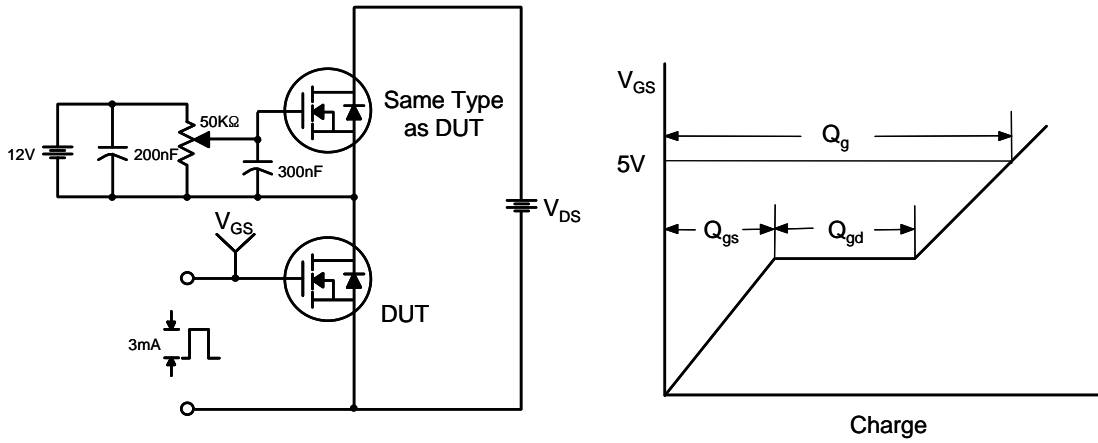 50KΩ
12V
200nF
300nF
Same Type
as DUT
V_DS
V_GS
DUT
3mA
V_GS
5V
Q_g
Q_gs
Q_gd
Charge